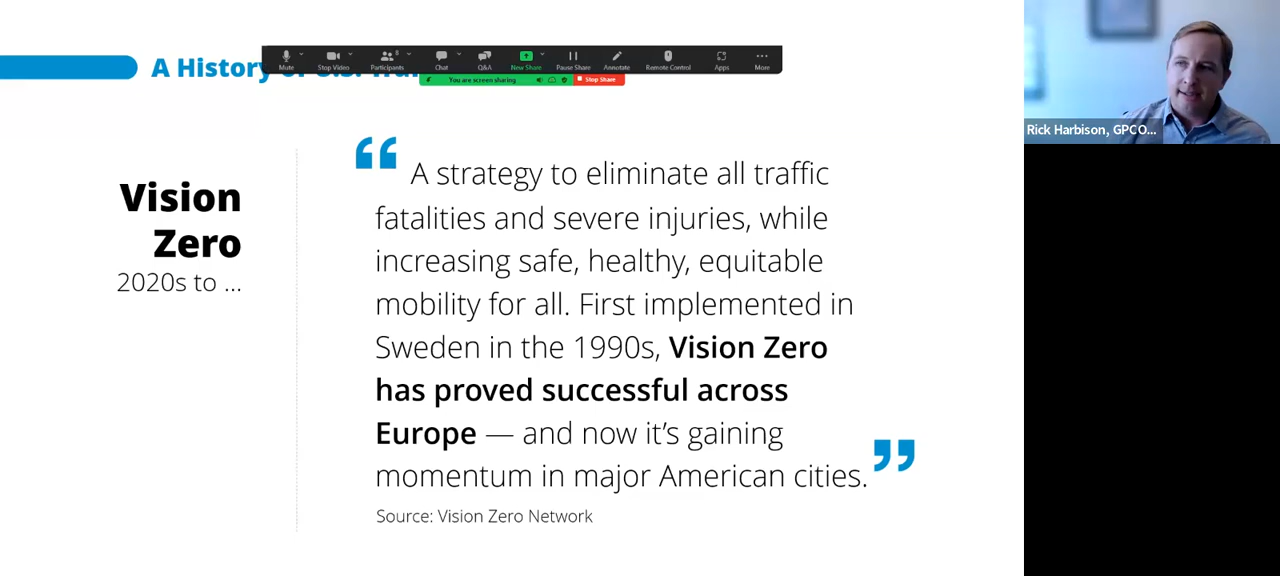 A History
Mute
Stop Video
Participants
8
Chat
Q&A
New Share
Pause Share
Annotate
Remote Control
Apps
More
You are screen sharing
Stop Share
Rick Harbison, GPCO...
Vision
Zero
2020s to ...
“ A strategy to eliminate all traffic
fatalities and severe injuries, while
increasing safe, healthy, equitable
mobility for all. First implemented in
Sweden in the 1990s, Vision Zero
has proved successful across
Europe — and now it’s gaining
momentum in major American cities. ”
Source: Vision Zero Network